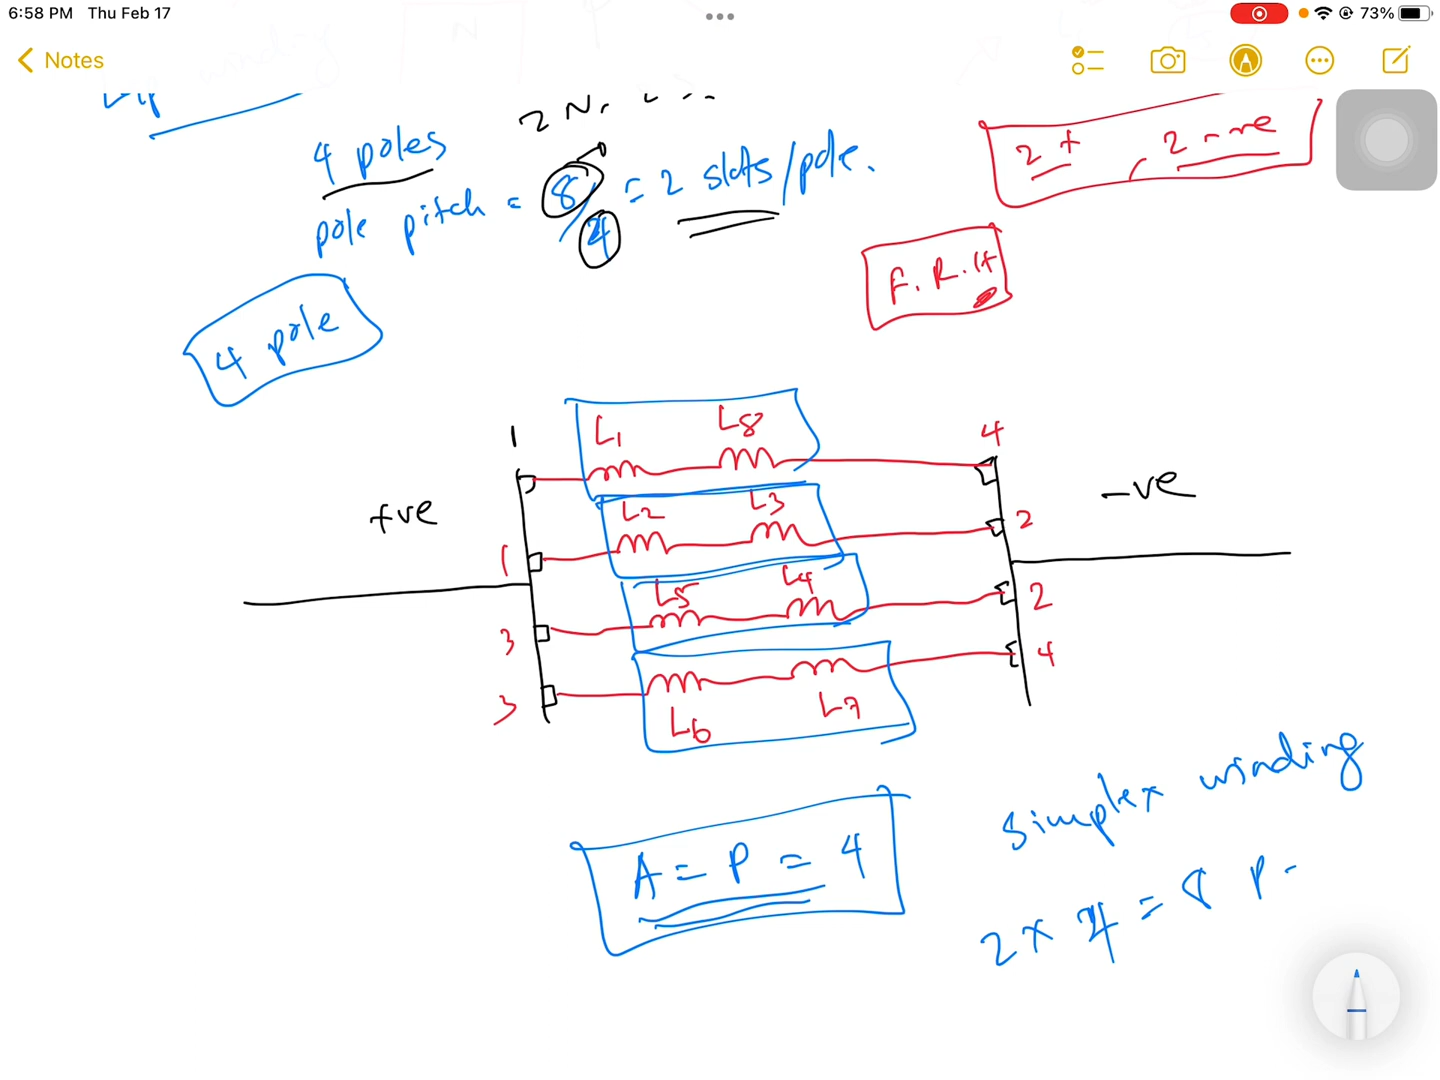 6:58 PM Thu Feb 17
73%
Notes
2 N.
4 poles
2 + , 2 -ve
pole pitch = 8/4 = 2 slots/pole.
F.R.H
4 pole
1 L1 L8 4
+ve -ve
L2 L3 2
1
L5 L4 2
3
4
3 L6 L7
simplex winding
A = P = 4
2 x 4 = 8 P.